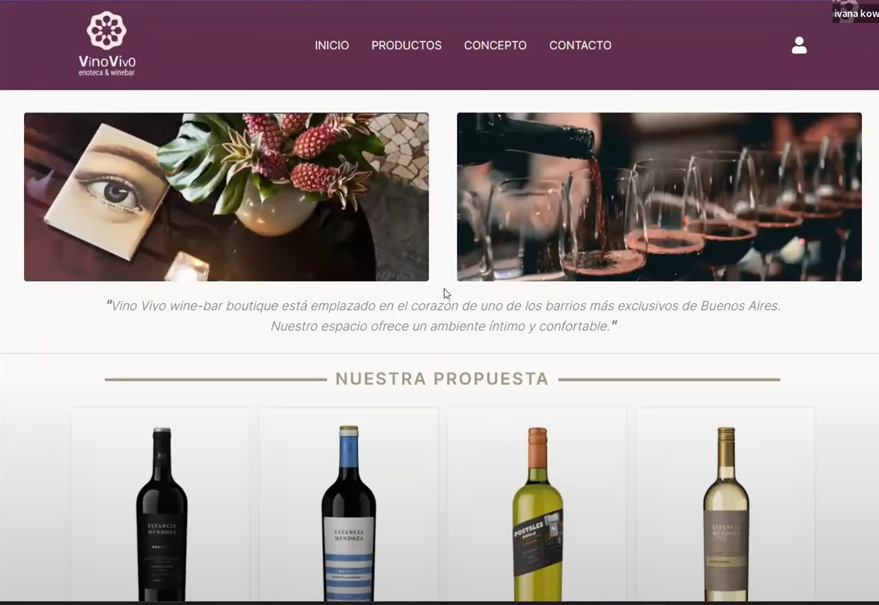 ivana kow
VinoVivo
enoteca & winebar
INICIO PRODUCTOS CONCEPTO CONTACTO
"Vino Vivo wine-bar boutique está emplazado en el corazón de uno de los barrios más exclusivos de Buenos Aires.
Nuestro espacio ofrece un ambiente íntimo y confortable."
NUESTRA PROPUESTA
ESTANCIA
MENDOZA
ESTANCIA
MENDOZA
POSTALES
ESTANCIA
MENDOZA